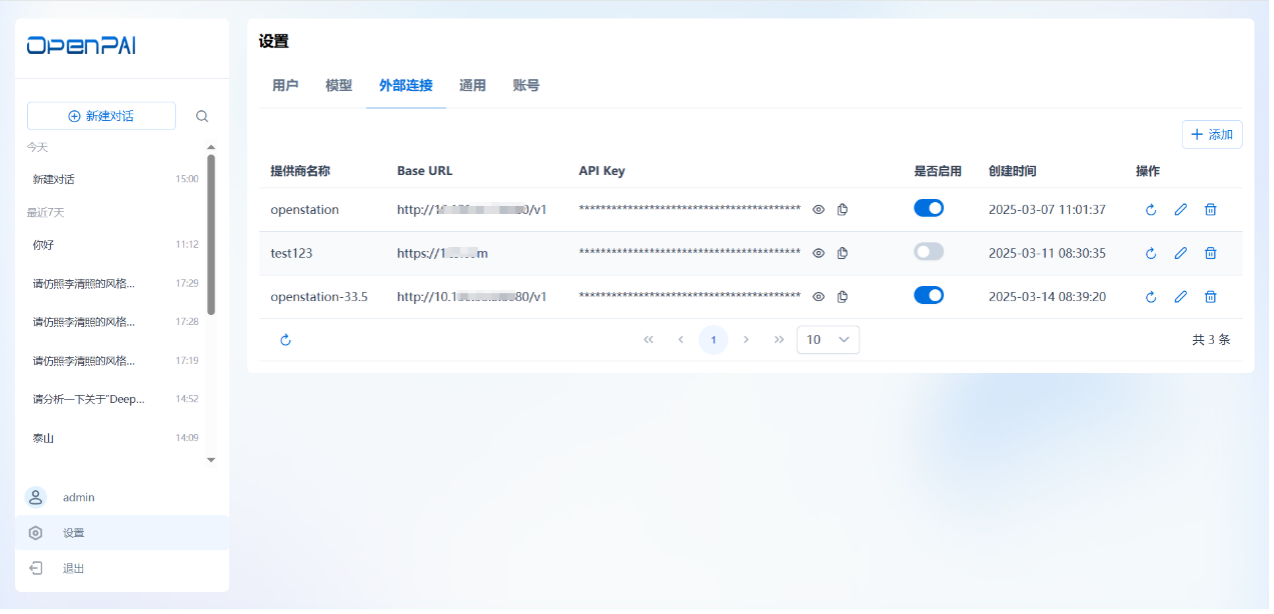 OPENPAI
新建对话
今天
新建对话 15:00
最近7天
你好 11:12
请仿照李清照的风格... 17:29
请仿照李清照的风格... 17:28
请仿照李清照的风格... 17:19
请分析一下关于"Deep... 14:52
泰山 14:09
admin
设置
退出
设置
用户 模型 外部连接 通用 账号
+ 添加
提供商名称 Base URL API Key 是否启用 创建时间 操作
openstation http:// /v1 ***************************************** 2025-03-07 11:01:37
test123 https:// ***************************************** 2025-03-11 08:30:35
openstation-33.5 http://10.1 80/v1 ***************************************** 2025-03-14 08:39:20
« ‹ 1 › » 10 共 3 条